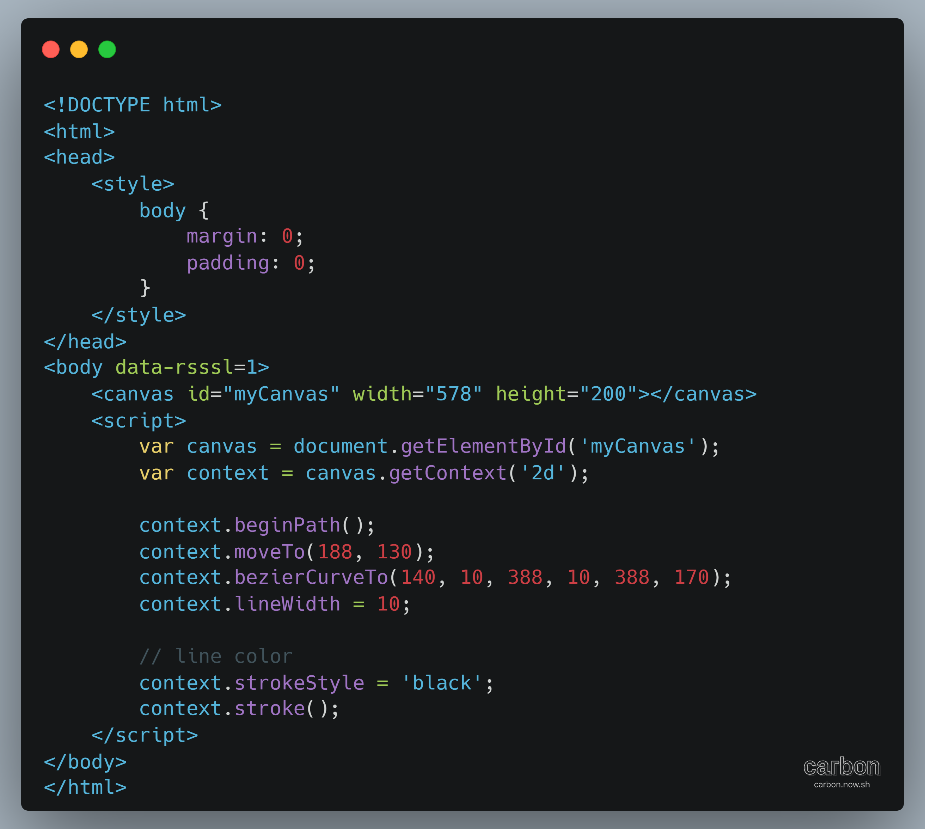 <!DOCTYPE html>
<html>
<head>
    <style>
        body {
            margin: 0;
            padding: 0;
        }
    </style>
</head>
<body data-rsssl=1>
    <canvas id="myCanvas" width="578" height="200"></canvas>
    <script>
        var canvas = document.getElementById('myCanvas');
        var context = canvas.getContext('2d');

        context.beginPath();
        context.moveTo(188, 130);
        context.bezierCurveTo(140, 10, 388, 10, 388, 170);
        context.lineWidth = 10;

        // line color
        context.strokeStyle = 'black';
        context.stroke();
    </script>
</body>
</html>
carbon
carbon.now.sh